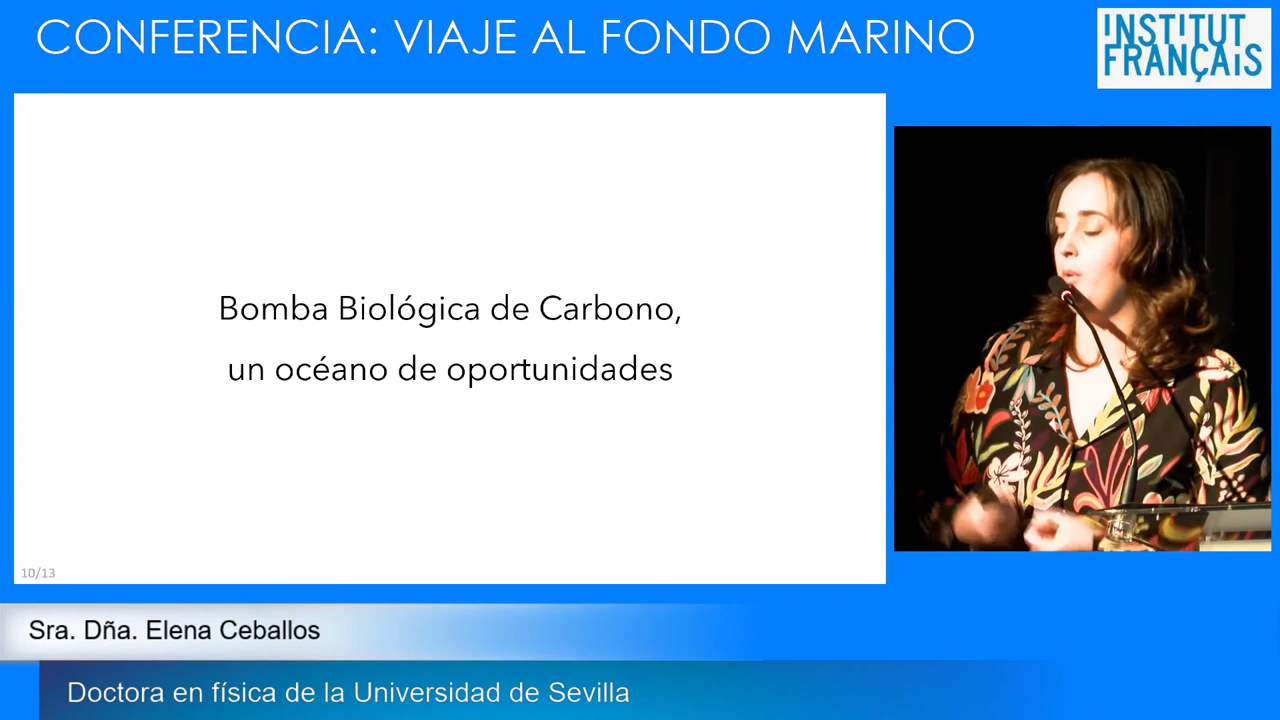 CONFERENCIA: VIAJE AL FONDO MARINO
INSTITUT
FRANÇAIS
Bomba Biológica de Carbono,
un océano de oportunidades
10/13
Sra. Dña. Elena Ceballos
Doctora en física de la Universidad de Sevilla